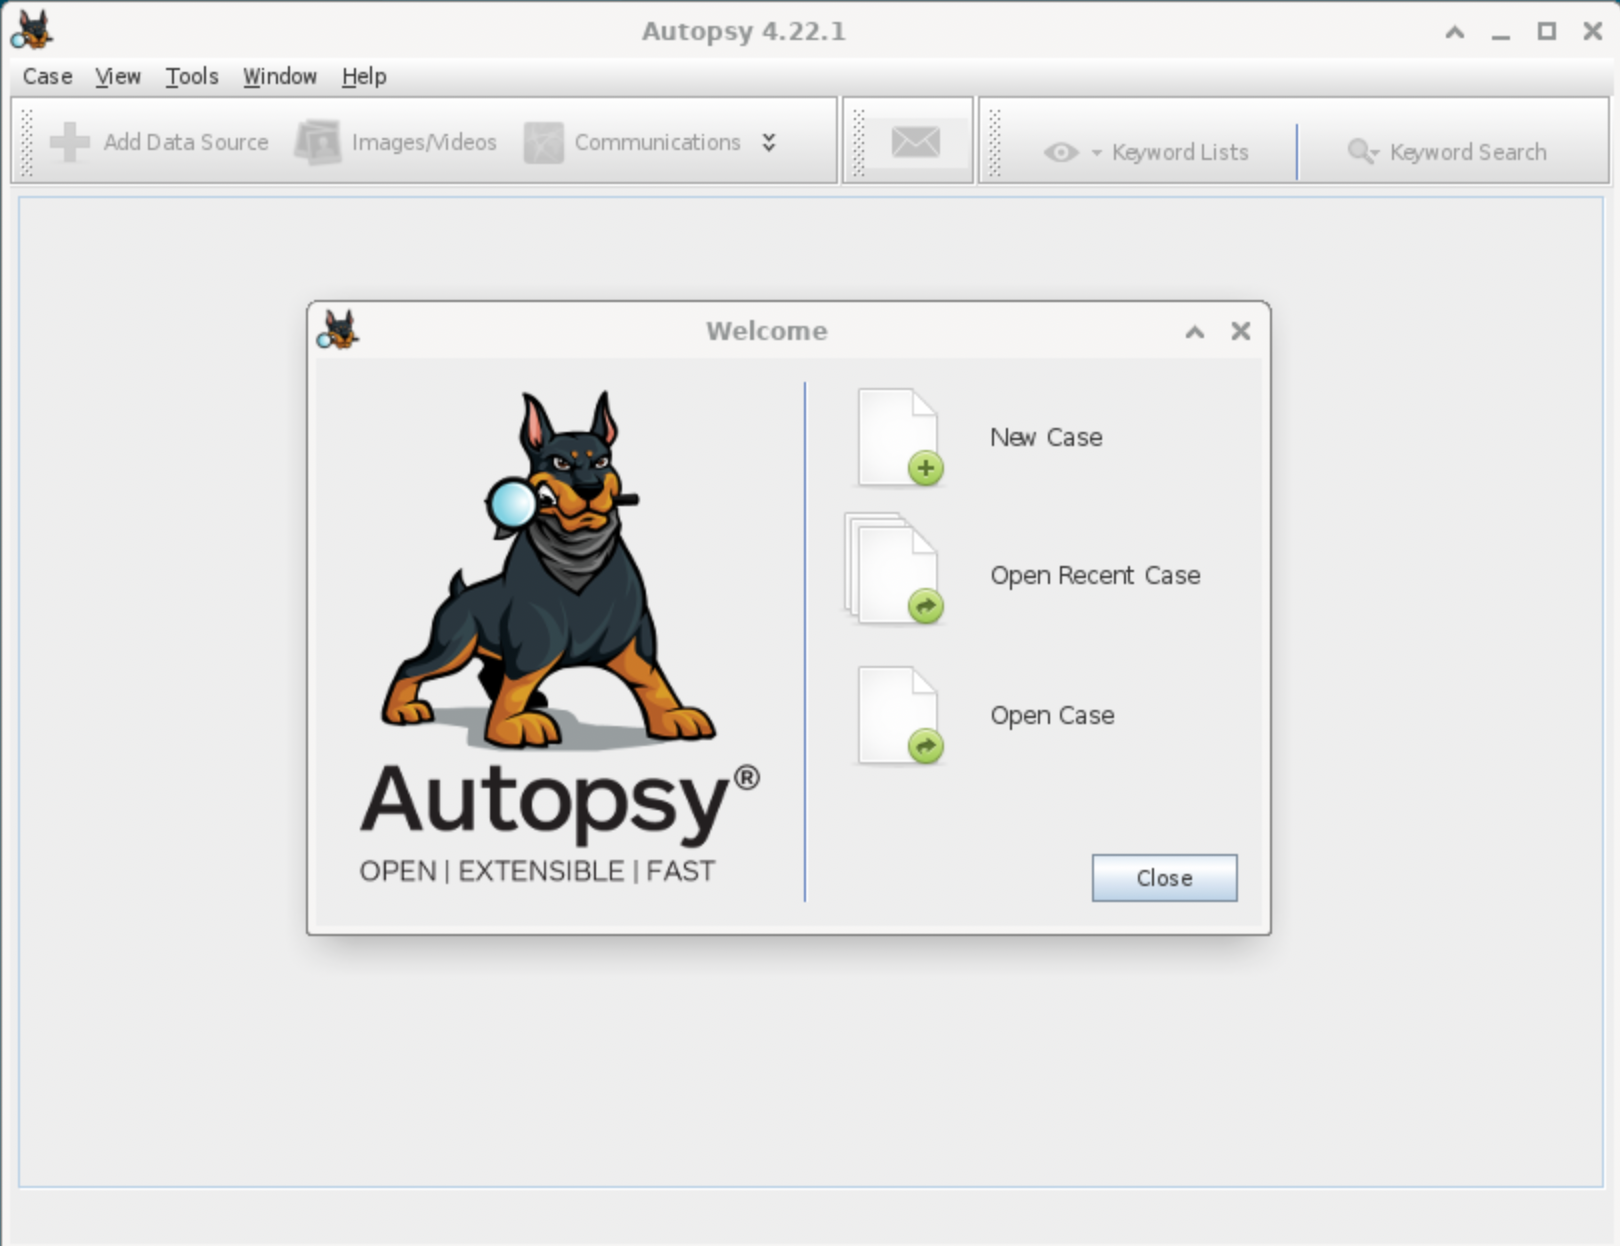 Autopsy 4.22.1
Case View Tools Window Help
Add Data Source Images/Videos Communications Keyword Lists Keyword Search
Welcome
New Case
Open Recent Case
Open Case
Autopsy®
OPEN | EXTENSIBLE | FAST
Close